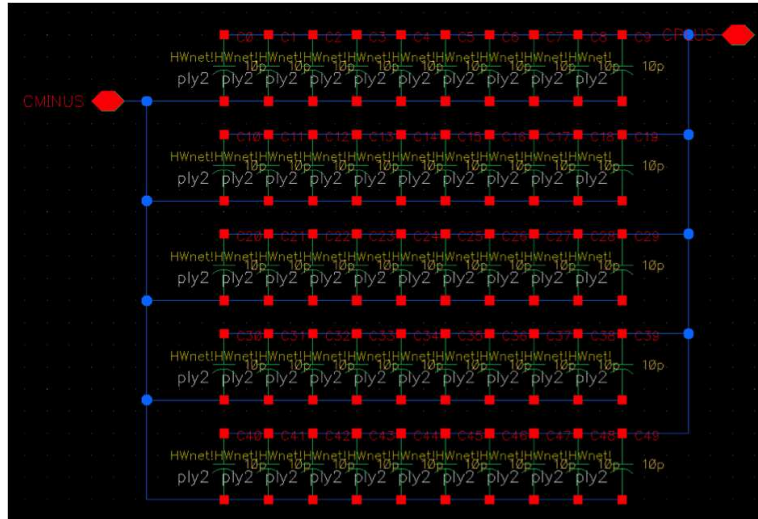 C0 C1 C2 C3 C4 C5 C6 C7 C8 C9 CPLUS
HWnet! HWnet! HWnet! HWnet! HWnet! HWnet! HWnet! HWnet! HWnet! HWnet!
10p 10p 10p 10p 10p 10p 10p 10p 10p 10p
ply2 ply2 ply2 ply2 ply2 ply2 ply2 ply2 ply2 ply2
CMINUS
C10 C11 C12 C13 C14 C15 C16 C17 C18 C19
HWnet! HWnet! HWnet! HWnet! HWnet! HWnet! HWnet! HWnet! HWnet! HWnet!
10p 10p 10p 10p 10p 10p 10p 10p 10p 10p
ply2 ply2 ply2 ply2 ply2 ply2 ply2 ply2 ply2 ply2
C20 C21 C22 C23 C24 C25 C26 C27 C28 C29
HWnet! HWnet! HWnet! HWnet! HWnet! HWnet! HWnet! HWnet! HWnet! HWnet!
10p 10p 10p 10p 10p 10p 10p 10p 10p 10p
ply2 ply2 ply2 ply2 ply2 ply2 ply2 ply2 ply2 ply2
C30 C31 C32 C33 C34 C35 C36 C37 C38 C39
HWnet! HWnet! HWnet! HWnet! HWnet! HWnet! HWnet! HWnet! HWnet! HWnet!
10p 10p 10p 10p 10p 10p 10p 10p 10p 10p
ply2 ply2 ply2 ply2 ply2 ply2 ply2 ply2 ply2 ply2
C40 C41 C42 C43 C44 C45 C46 C47 C48 C49
HWnet! HWnet! HWnet! HWnet! HWnet! HWnet! HWnet! HWnet! HWnet! HWnet!
10p 10p 10p 10p 10p 10p 10p 10p 10p 10p
ply2 ply2 ply2 ply2 ply2 ply2 ply2 ply2 ply2 ply2